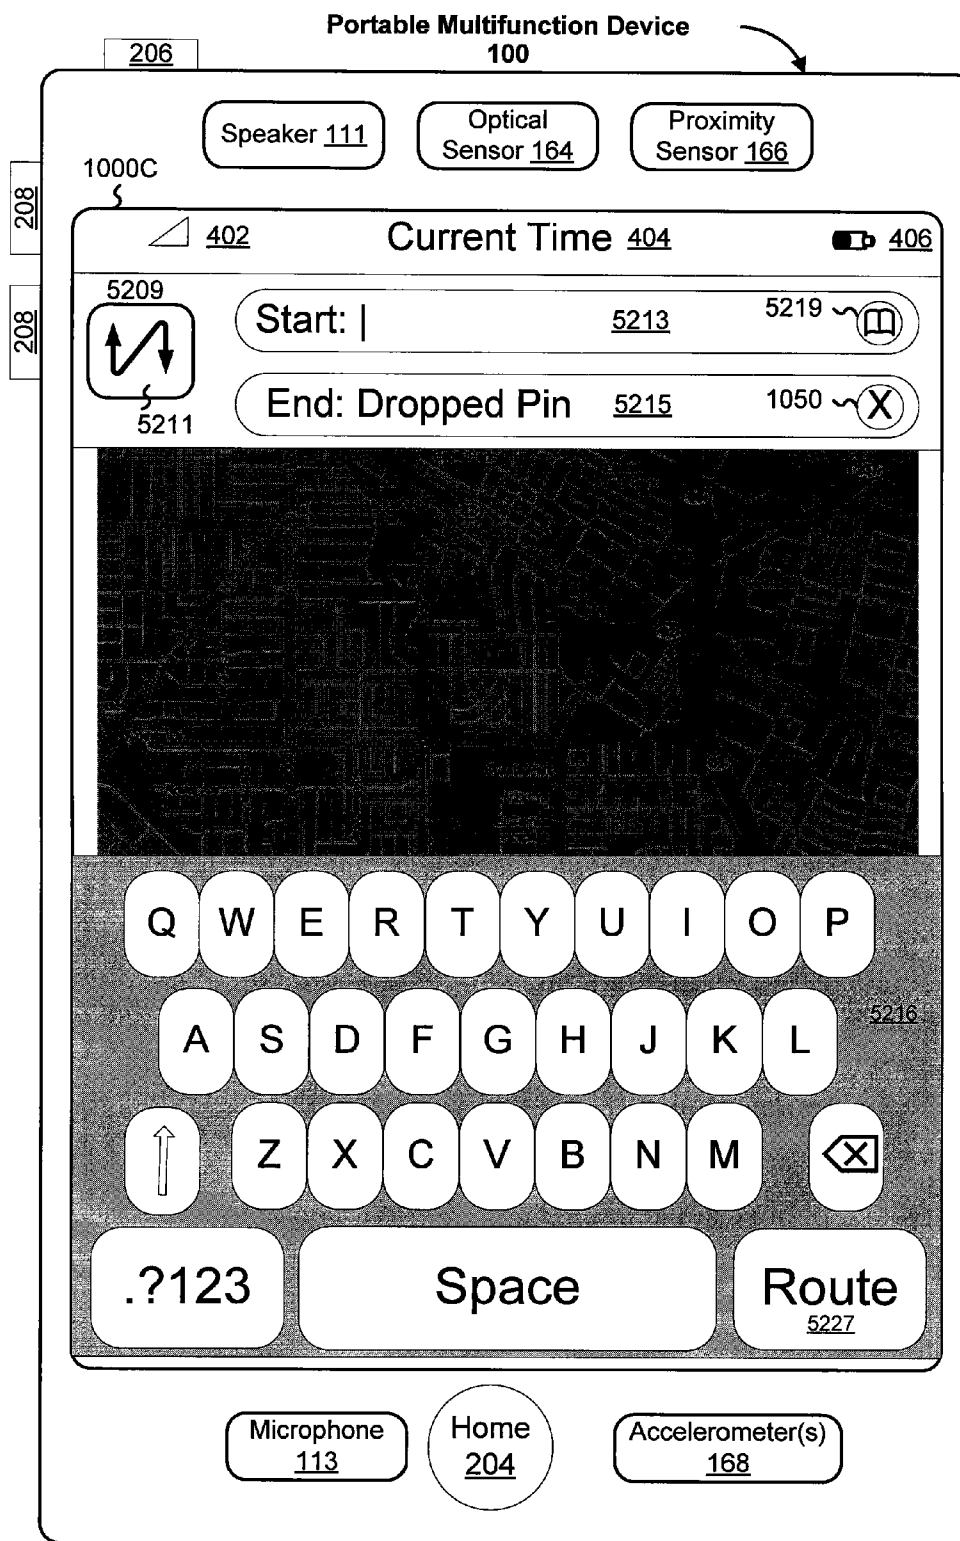 Portable Multifunction Device
100
206
Speaker 111
Optical
Sensor 164
Proximity
Sensor 166
208
1000C
402
Current Time 404
406
5209
Start: |
5213
5219
208
5211
End: Dropped Pin
5215
1050
X
Q W E R T Y U I O P
A S D F G H J K L
5216
Z X C V B N M
.?123
Space
Route
5227
Microphone
113
Home
204
Accelerometer(s)
168